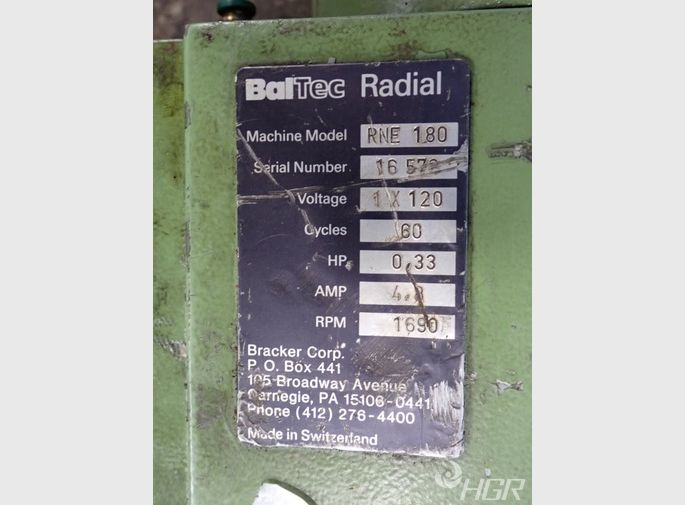 BalTec Radial
Machine Model RNE 180
Serial Number
Voltage 1 X 120
Cycles 60
HP 0.33
AMP
RPM 1690
Bracker Corp.
P. O. Box 441
Broadway Avenue
Carnegie, PA 15106-0441
Phone (412) 276-4400
Made in Switzerland
HGR